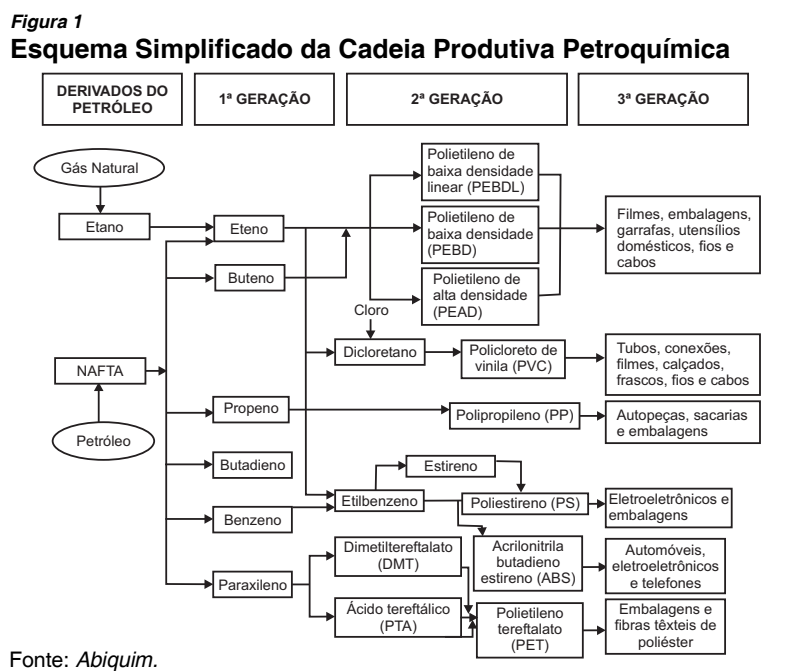 Figura 1
Esquema Simplificado da Cadeia Produtiva Petroquímica
DERIVADOS DO
PETRÓLEO
1ª GERAÇÃO
2ª GERAÇÃO
3ª GERAÇÃO
Gás Natural
Etano
Eteno
Buteno
Polietileno de
baixa densidade
linear (PEBDL)
Polietileno de
baixa densidade
(PEBD)
Polietileno de
alta densidade
(PEAD)
Filmes, embalagens,
garrafas, utensílios
domésticos, fios e
cabos
Cloro
Dicloretano
Policloreto de
vinila (PVC)
Tubos, conexões,
filmes, calçados,
frascos, fios e cabos
NAFTA
Petróleo
Propeno
Polipropileno (PP)
Autopeças, sacarias
e embalagens
Butadieno
Benzeno
Estireno
Etilbenzeno
Poliestireno (PS)
Eletroeletrônicos e
embalagens
Acrilonitrila
butadieno
estireno (ABS)
Automóveis,
eletroeletrônicos
e telefones
Paraxileno
Dimetiltereftalato
(DMT)
Ácido tereftálico
(PTA)
Polietileno
tereftalato
(PET)
Embalagens e
fibras têxteis de
poliéster
Fonte: Abiquim.